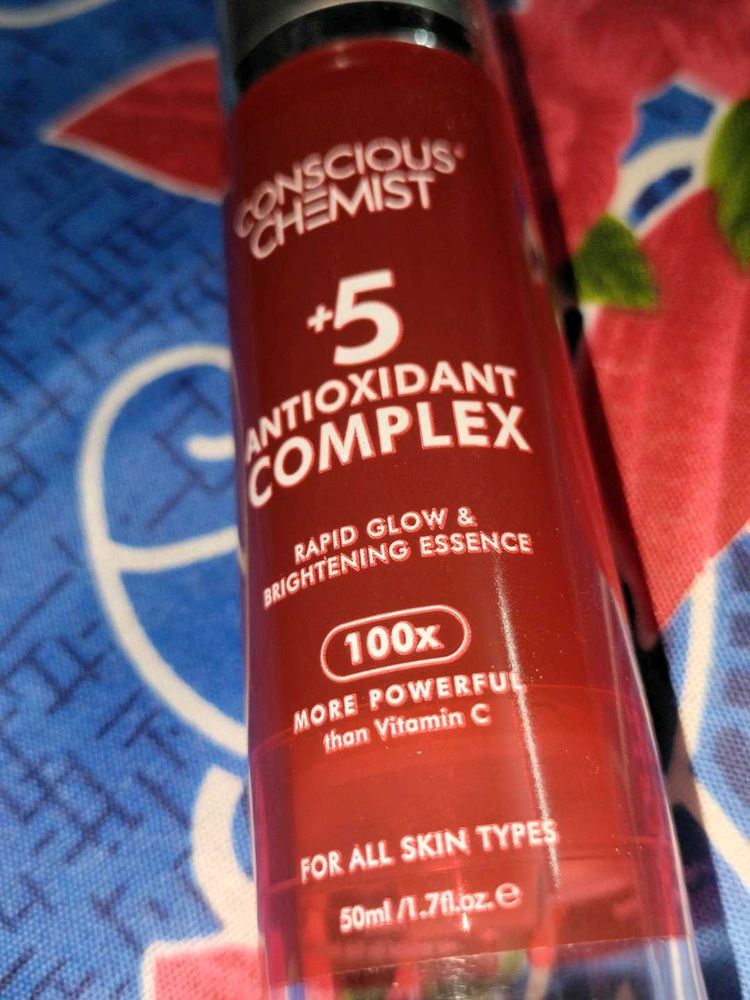 CONSCIOUS
CHEMIST
+5
ANTIOXIDANT
COMPLEX
RAPID GLOW &
BRIGHTENING ESSENCE
100x
MORE POWERFUL
than Vitamin C
FOR ALL SKIN TYPES
50ml /1.7fl.oz. ℮